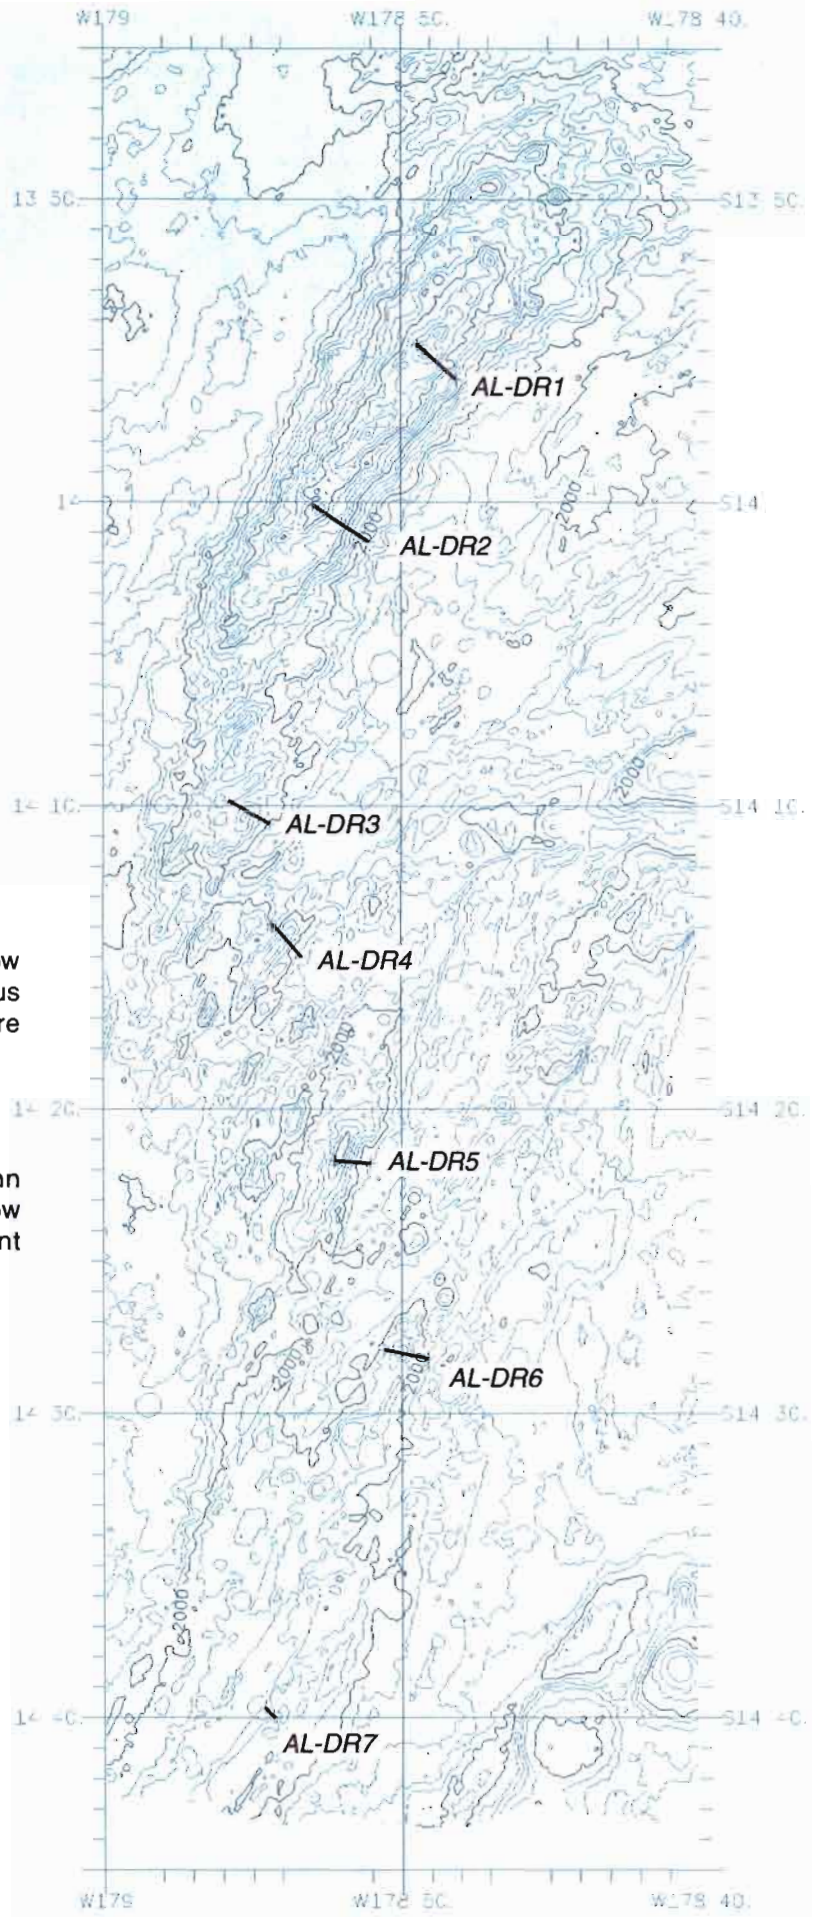 W179 W178 50. W178 40.
13 50. S13 50.
AL-DR1
2000
14 S14
2000
AL-DR2
2000
14 10. S14 10.
AL-DR3
AL-DR4
2000
14 20. S14 20.
AL-DR5
2000
AL-DR6
2000
14 30. S14 30.
2000
14 40. S14 40.
AL-DR7
W179 W178 50. W178 40.